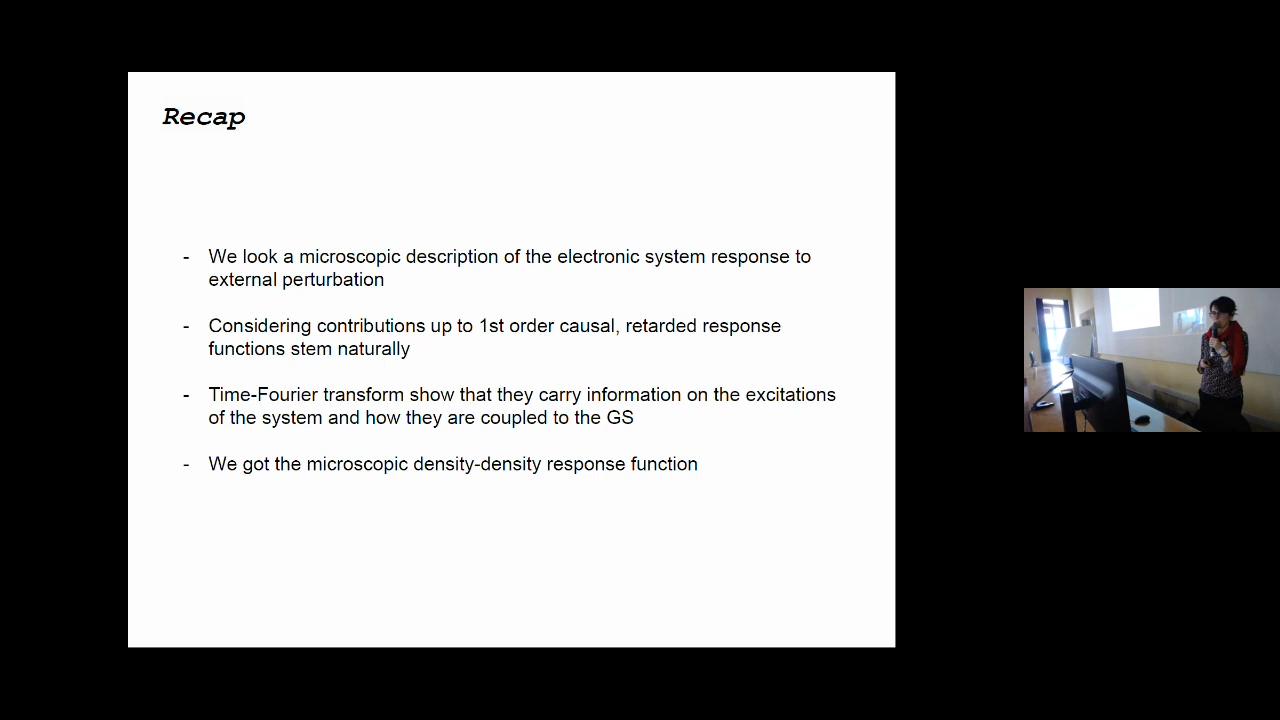 Recap
- We look a microscopic description of the electronic system response to
external perturbation
- Considering contributions up to 1st order causal, retarded response
functions stem naturally
- Time-Fourier transform show that they carry information on the excitations
of the system and how they are coupled to the GS
- We got the microscopic density-density response function